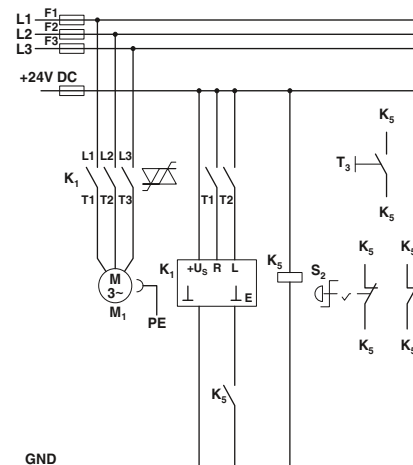 L1 F1
L2 F2
L3 F3
+24V DC
L1 L2 L3
K1
T1 T2 T3
T1 T2
M
3~
M1
PE
K1
+Us R L
E
K5
S2
T3
K5
K5
K5
K5
K5
K5
K5
GND